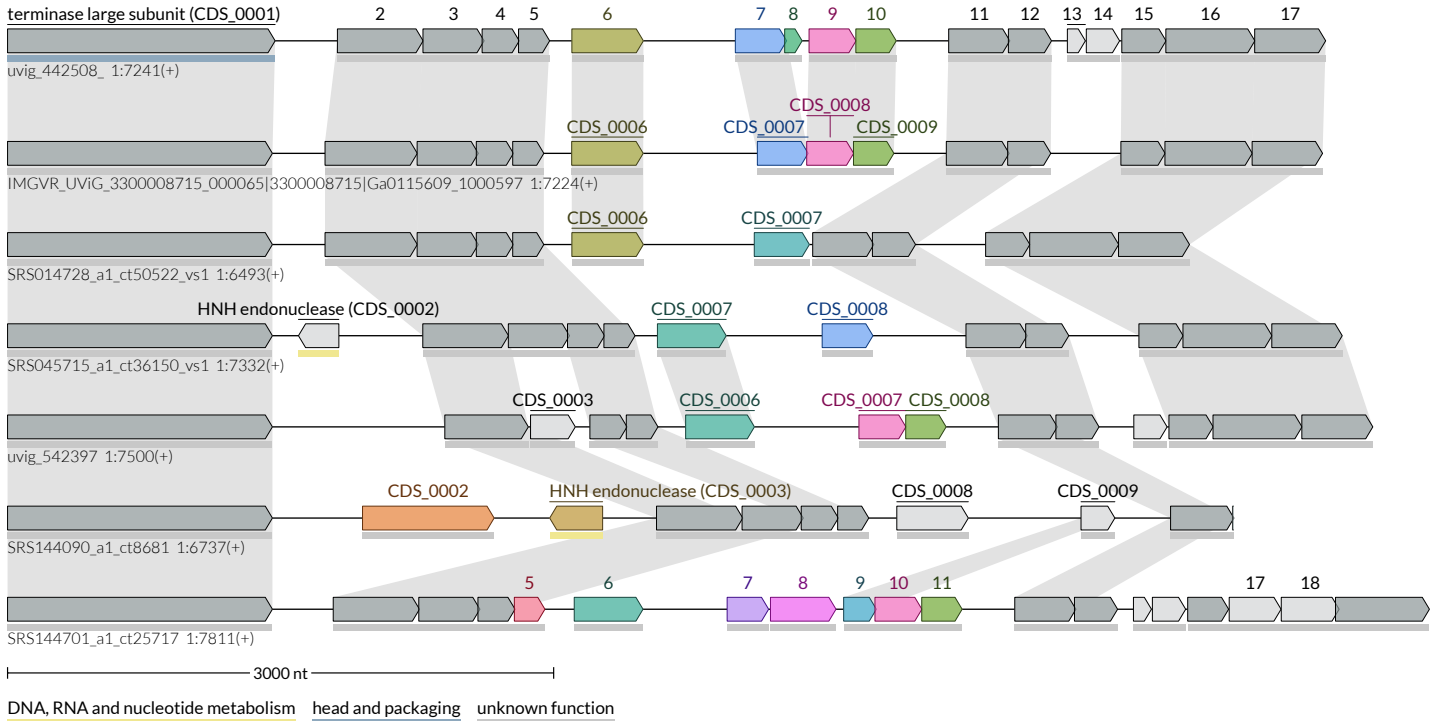 terminase large subunit (CDS_0001) 2 3 4 5 6 7 8 9 10 11 12 13 14 15 16 17
uvig_442508_ 1:7241(+)
CDS_0008
CDS_0006 CDS_0007 CDS_0009
IMGVR_UViG_3300008715_000065|3300008715|Ga0115609_1000597 1:7224(+)
CDS_0006 CDS_0007
SRS014728_a1_ct50522_vs1 1:6493(+)
HNH endonuclease (CDS_0002) CDS_0007 CDS_0008
SRS045715_a1_ct36150_vs1 1:7332(+)
CDS_0003 CDS_0006 CDS_0007 CDS_0008
uvig_542397 1:7500(+)
CDS_0002 HNH endonuclease (CDS_0003) CDS_0008 CDS_0009
SRS144090_a1_ct8681 1:6737(+)
5 6 7 8 9 10 11 17 18
SRS144701_a1_ct25717 1:7811(+)
3000 nt
DNA, RNA and nucleotide metabolism head and packaging unknown function